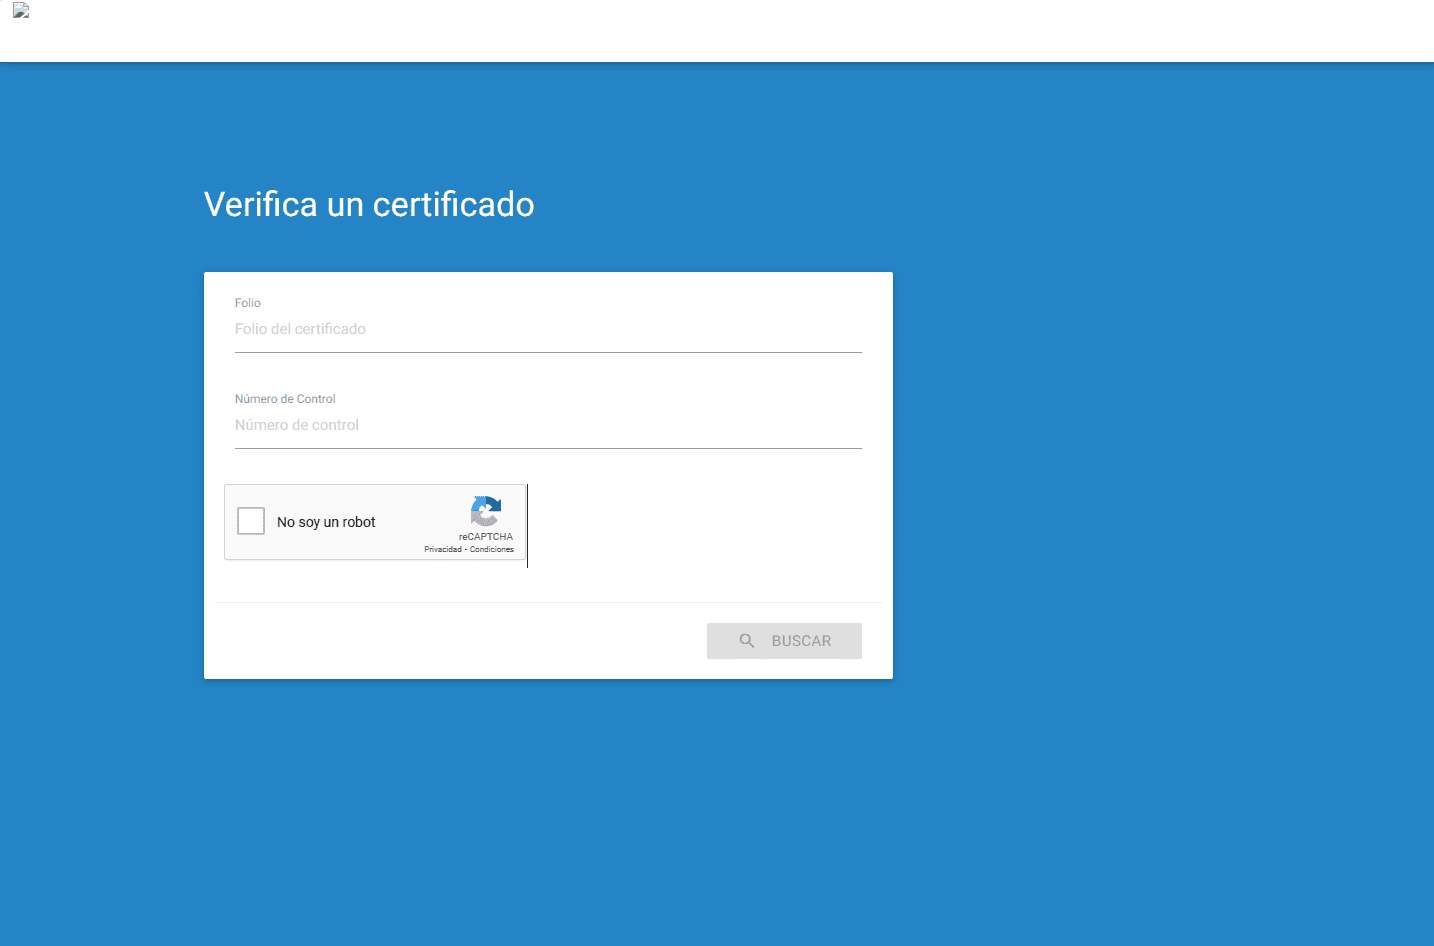 Verifica un certificado
Folio
Folio del certificado
Número de Control
Número de control
No soy un robot
reCAPTCHA
Privacidad - Condiciones
BUSCAR